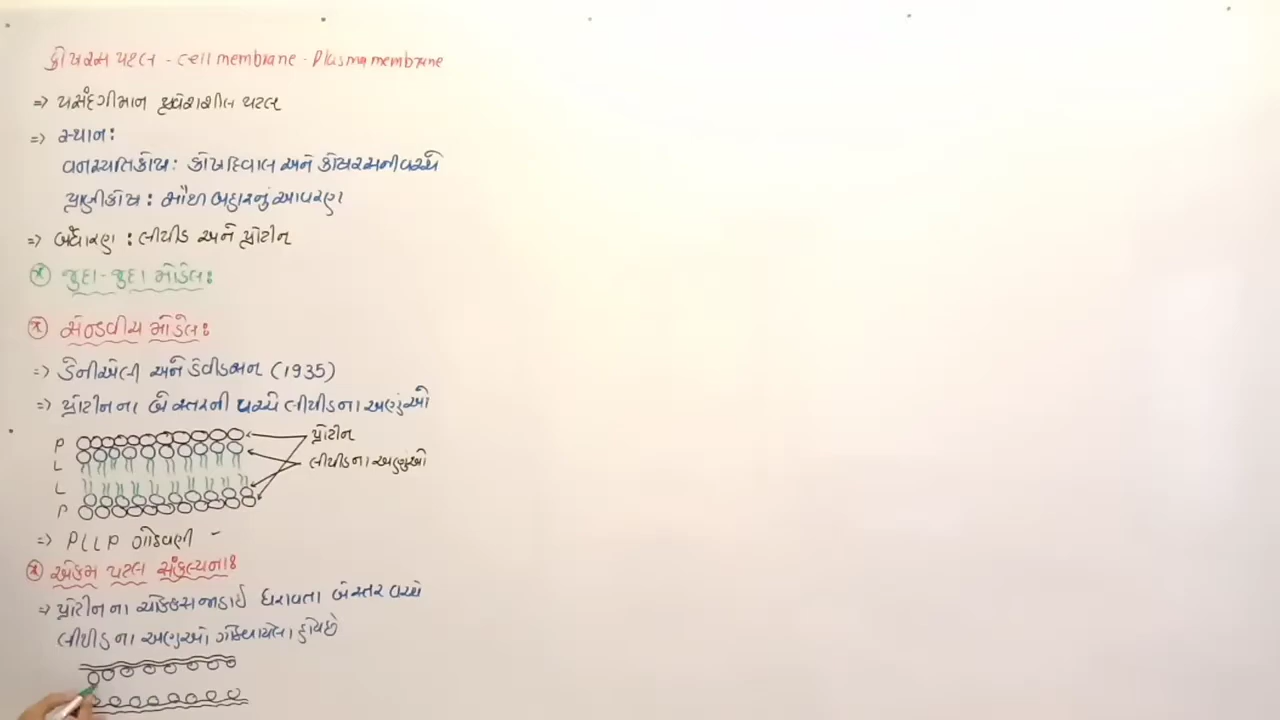 કોષરસ પટલ - cell membrane - Plasma membrane
=> પસંદગીમાન પ્રવેશશીલ પટલ
=> સ્થાન:
વનસ્પતિકોષ: કોષદિવાલ અને કોષરસની વચ્ચે
પ્રાણીકોષ: સૌથી બહારનું આવરણ
=> બંધારણ : લીપીડ અને પ્રોટીન
* જુદા-જુદા મોડેલ:
* સેન્ડવીચ મોડેલ:
=> ડેનીએલી અને ડેવીડસન (1935)
=> પ્રોટીનના બે સ્તરની વચ્ચે લીપીડના અણુંઓ
P
પ્રોટીન
L
લીપીડના અણુઓ
L
P
=> PLLP ગોઠવણી -
* એકમ પટલ સંકલ્પના:
=> પ્રોટીનના ચોક્કસ જાડાઈ ધરાવતા બે સ્તર વચ્ચે
લીપીડના અણુઓ ગોઠવાયેલા હોય છે